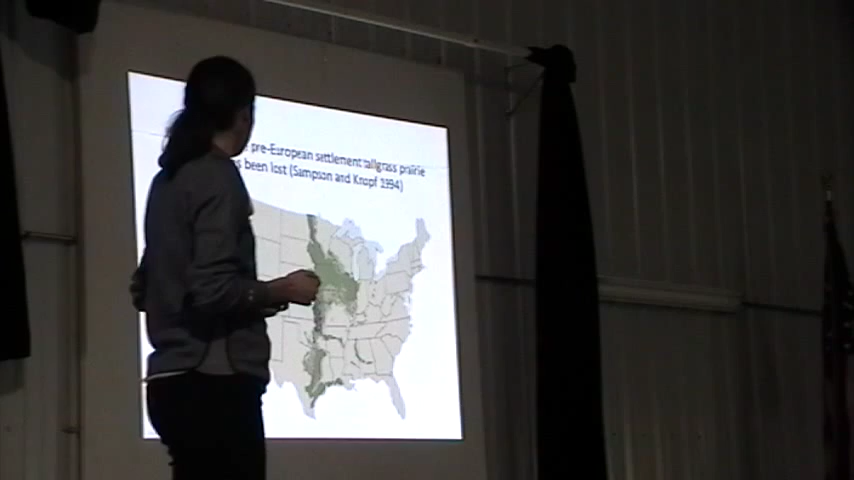 pre-European settlement tallgrass prairie
been lost (Sampson and Knopf 1994)